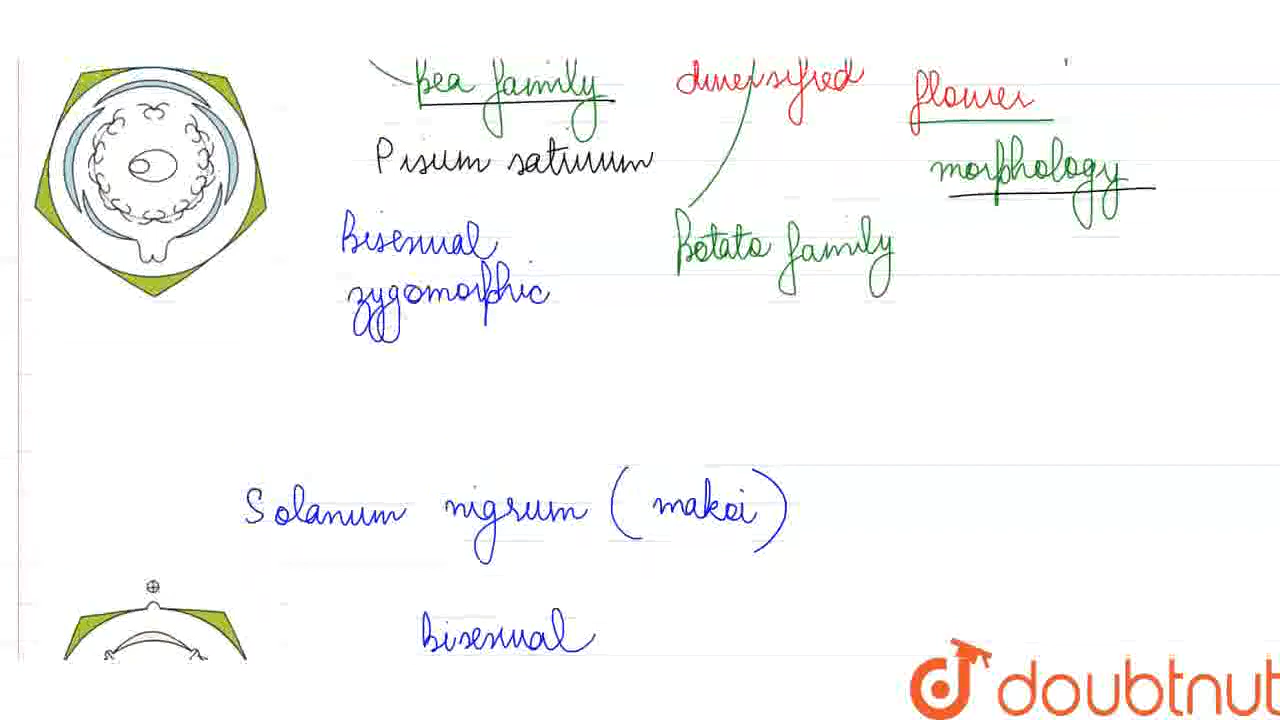 Pea family
diversified
flower
Pisum sativum
morphology
Bisexual
Potato family
zygomorphic
Solanum nigrum (makoi)
Bisexual
doubtnut